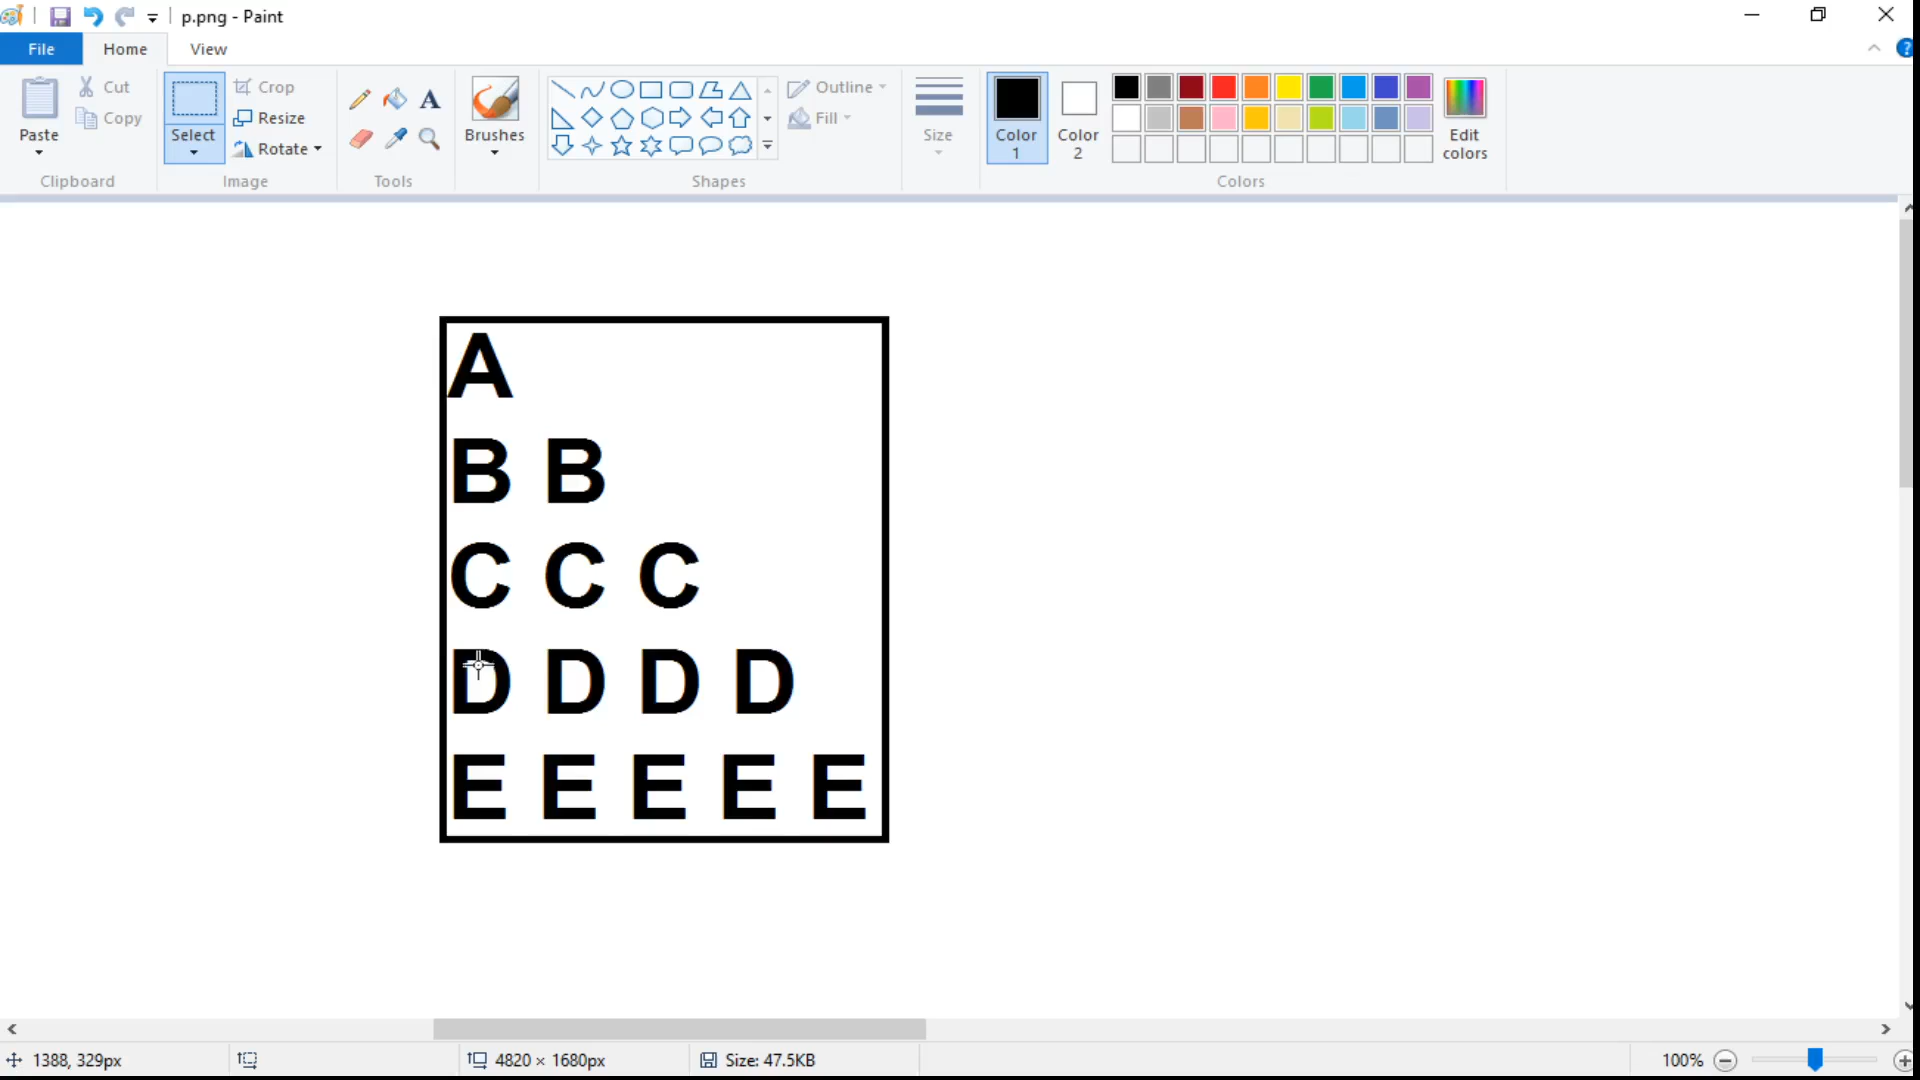 p.png - Paint
File Home View
Paste
Cut
Copy
Clipboard
Select
Crop
Resize
Rotate
Image
A
Tools
Brushes
Outline
Fill
Shapes
Size
Color 1
Color 2
Edit colors
Colors
?
A
B B
C C C
D D D D
E E E E E
1388, 329px
4820 × 1680px
Size: 47.5KB
100%